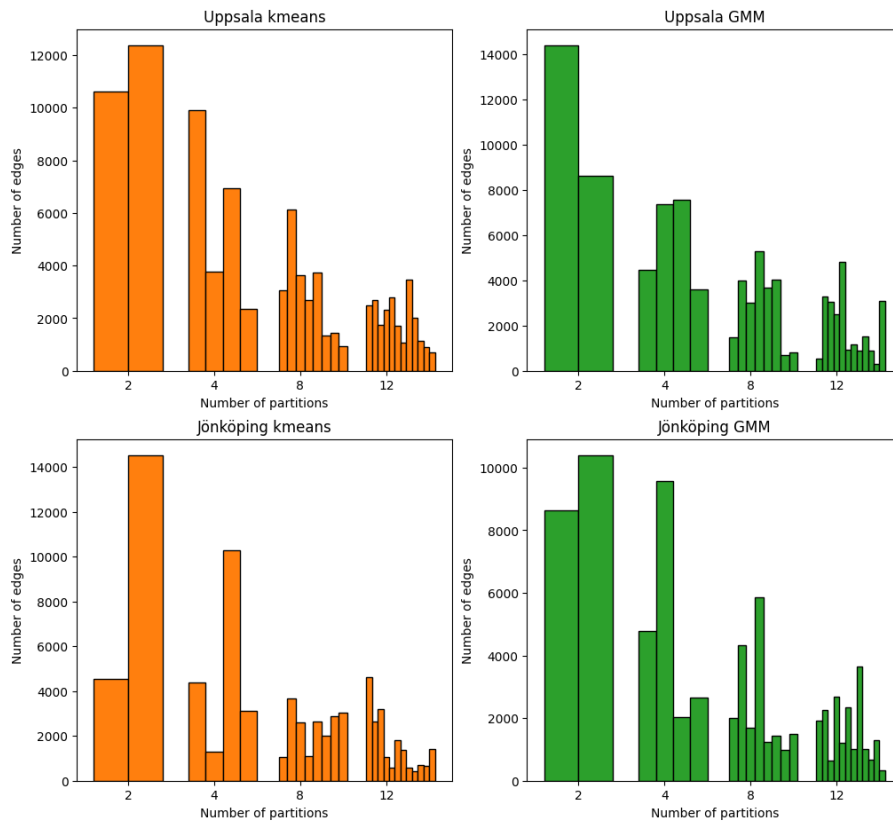 Uppsala kmeans
Number of edges
12000
10000
8000
6000
4000
2000
0
2 4 8 12
Number of partitions
Uppsala GMM
Number of edges
14000
12000
10000
8000
6000
4000
2000
0
2 4 8 12
Number of partitions
Jönköping kmeans
Number of edges
14000
12000
10000
8000
6000
4000
2000
0
2 4 8 12
Number of partitions
Jönköping GMM
Number of edges
10000
8000
6000
4000
2000
0
2 4 8 12
Number of partitions